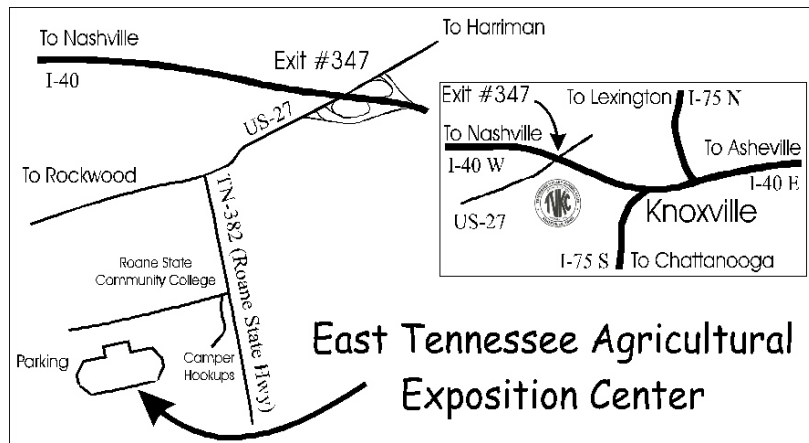 To Nashville
I-40
Exit #347
To Harriman
US-27
To Rockwood
TN-382 (Roane State Hwy)
Roane State
Community College
Parking
Camper
Hookups
Exit #347
To Lexington
I-75 N
To Nashville
I-40 W
To Asheville
I-40 E
US-27
TVKC
Knoxville
I-75 S
To Chattanooga
East Tennessee Agricultural
Exposition Center